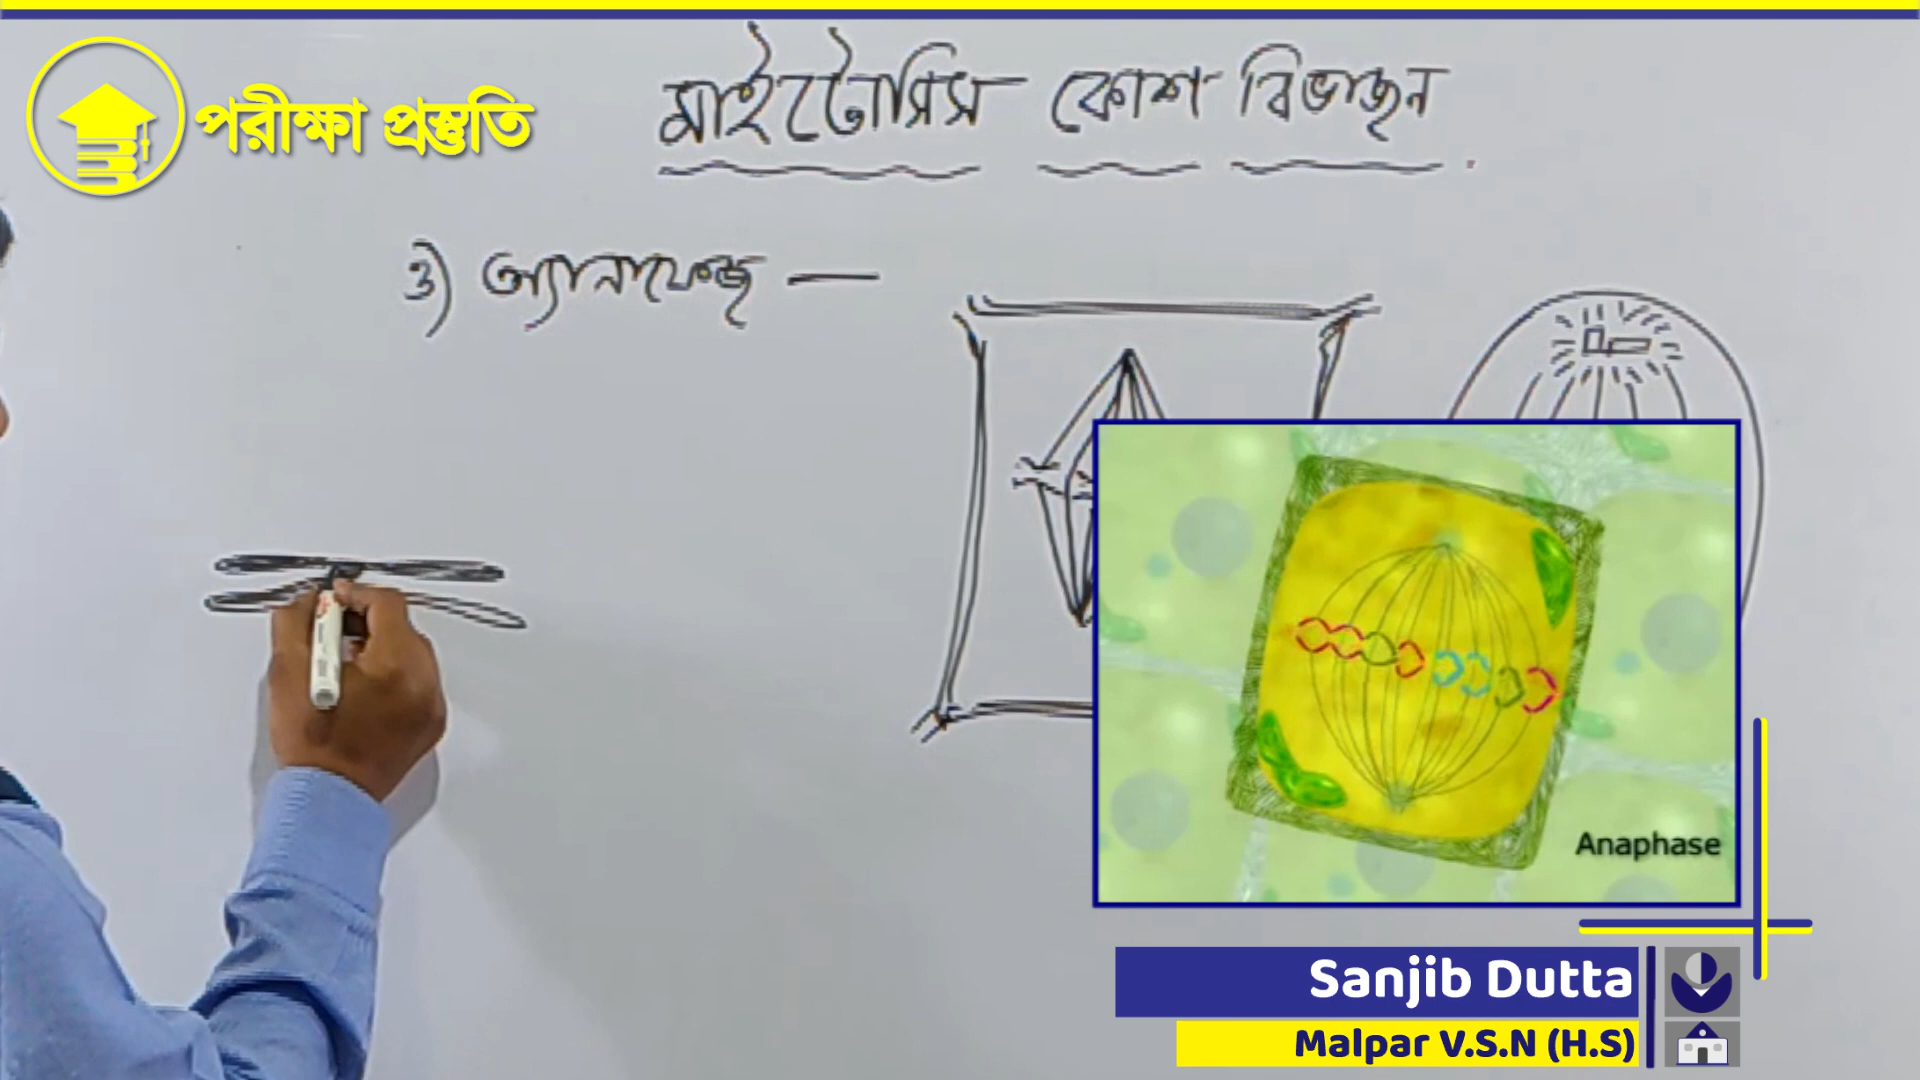 পরীক্ষা প্রস্তুতি
মাইটোসিস কোশ বিভাজন
৩) অ্যানাফেজ —
Anaphase
Sanjib Dutta
Malpar V.S.N (H.S)